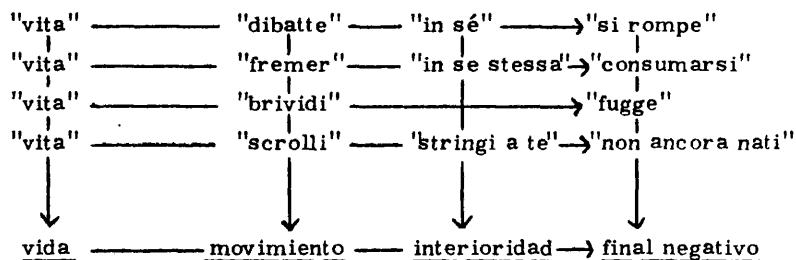 "vita" "dibatte" "in sé" "si rompe"
"vita" "fremer" "in se stessa" "consumarsi"
"vita" "brividi" "fugge"
"vita" "scrolli" "stringi a te" "non ancora nati"
vida movimiento interioridad final negativo